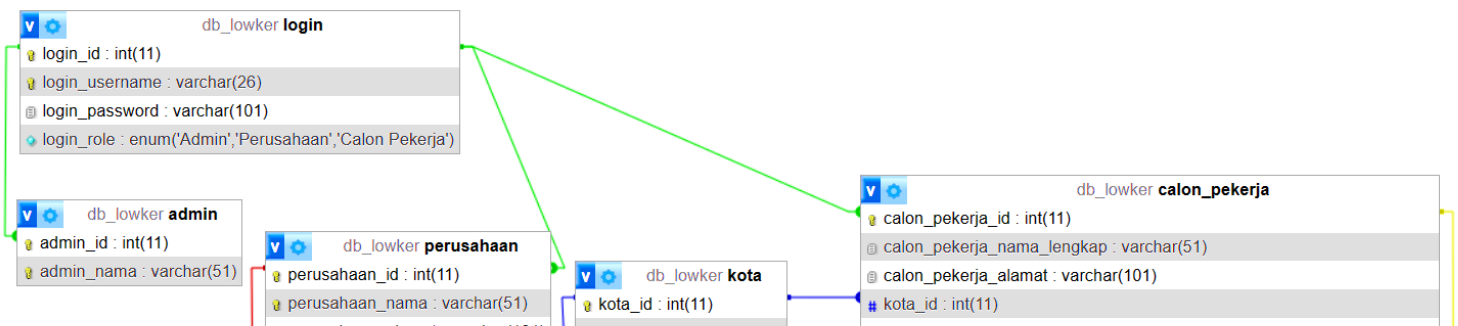 db_lowker login
login_id : int(11)
login_username : varchar(26)
login_password : varchar(101)
login_role : enum('Admin','Perusahaan','Calon Pekerja')
db_lowker admin
admin_id : int(11)
admin_nama : varchar(51)
db_lowker perusahaan
perusahaan_id : int(11)
perusahaan_nama : varchar(51)
db_lowker kota
kota_id : int(11)
db_lowker calon_pekerja
calon_pekerja_id : int(11)
calon_pekerja_nama_lengkap : varchar(51)
calon_pekerja_alamat : varchar(101)
# kota_id : int(11)